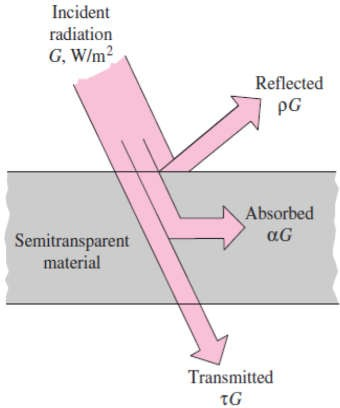 Incident
radiation
G, W/m²
Reflected
ρG
Absorbed
αG
Semitransparent
material
Transmitted
τG